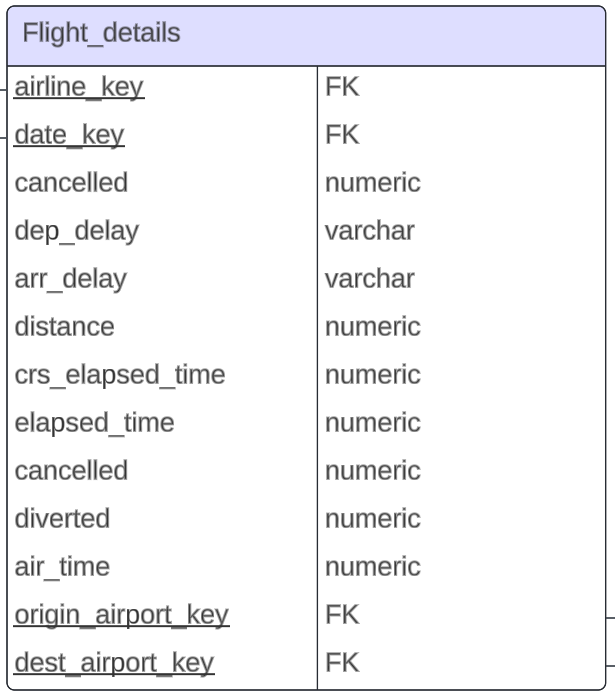 Flight_details
airline_key FK
date_key FK
cancelled numeric
dep_delay varchar
arr_delay varchar
distance numeric
crs_elapsed_time numeric
elapsed_time numeric
cancelled numeric
diverted numeric
air_time numeric
origin_airport_key FK
dest_airport_key FK